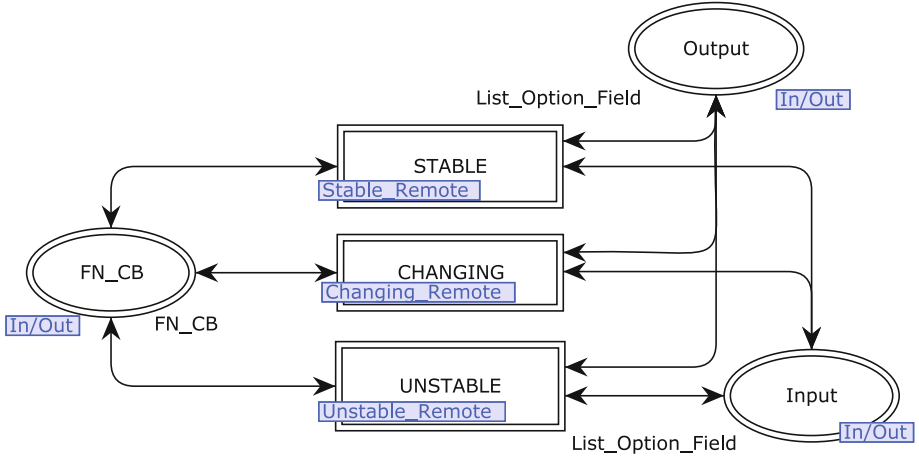 Output
In/Out
List_Option_Field
STABLE
Stable_Remote
FN_CB
In/Out
FN_CB
CHANGING
Changing_Remote
UNSTABLE
Unstable_Remote
Input
In/Out
List_Option_Field